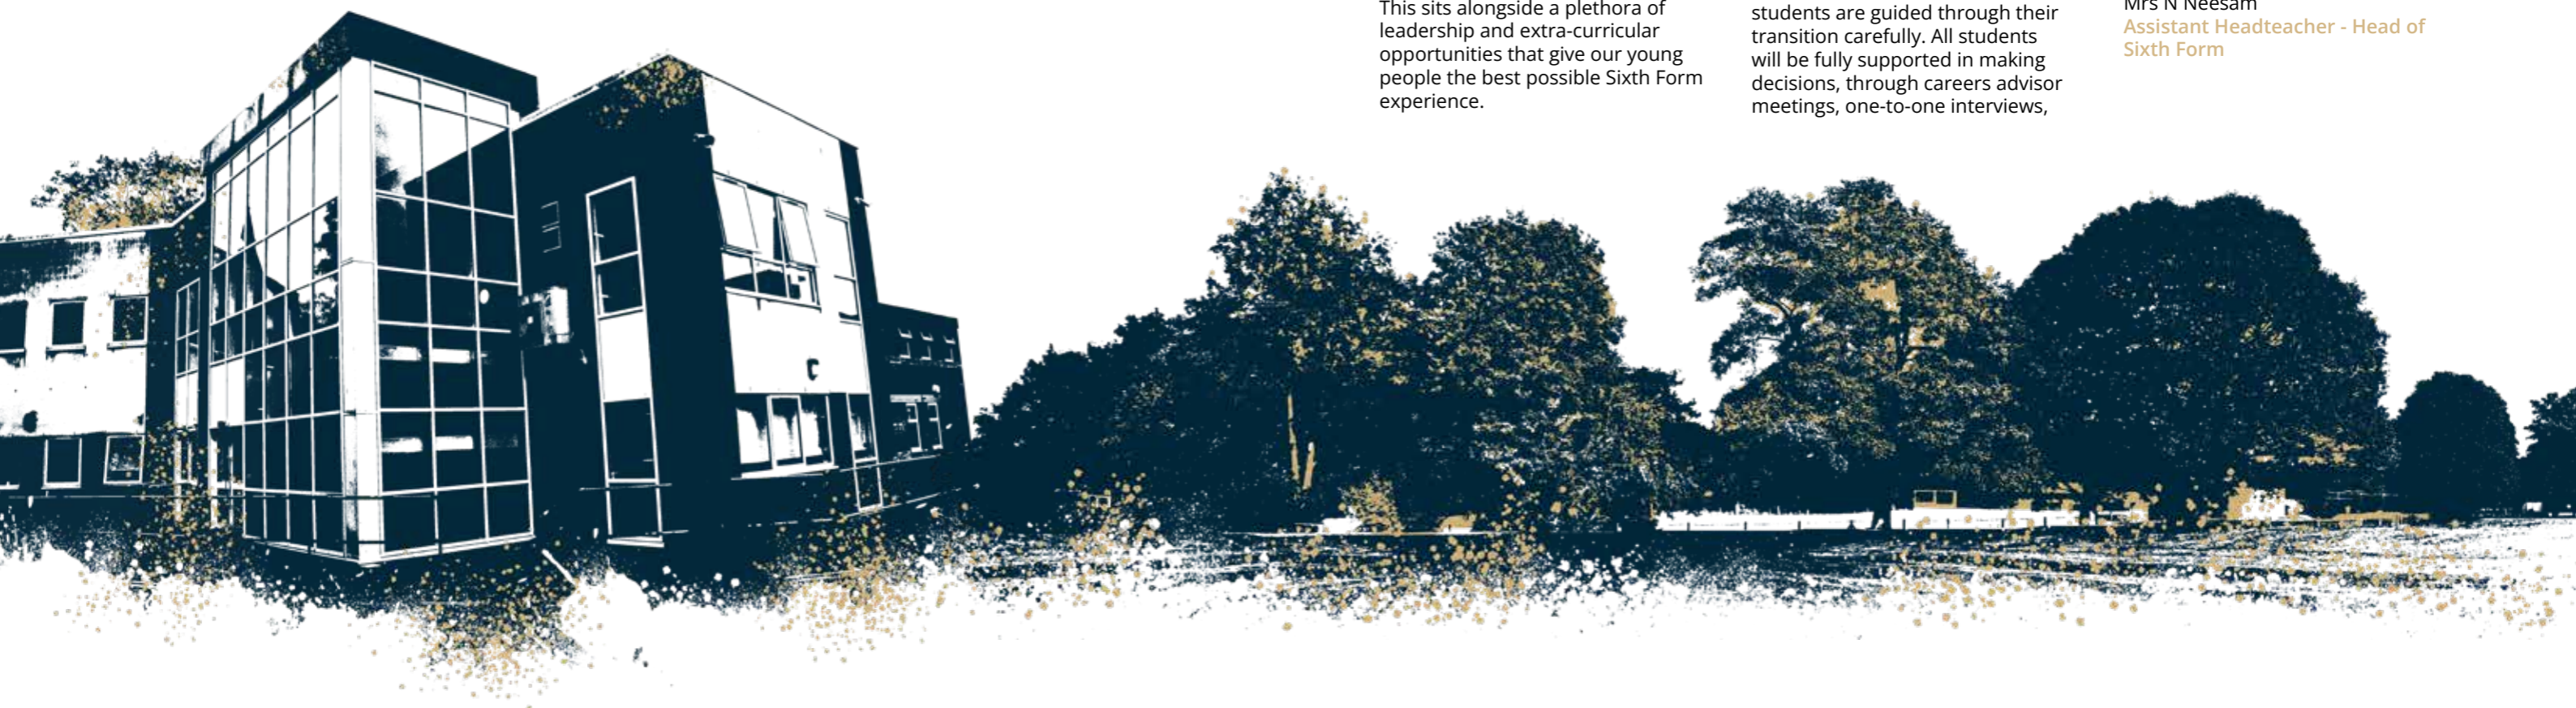 This sits alongside a plethora of
leadership and extra-curricular
opportunities that give our young
people the best possible Sixth Form
experience.
students are guided through their
transition carefully. All students
will be fully supported in making
decisions, through careers advisor
meetings, one-to-one interviews,
Mrs N Neesam
Assistant Headteacher - Head of
Sixth Form